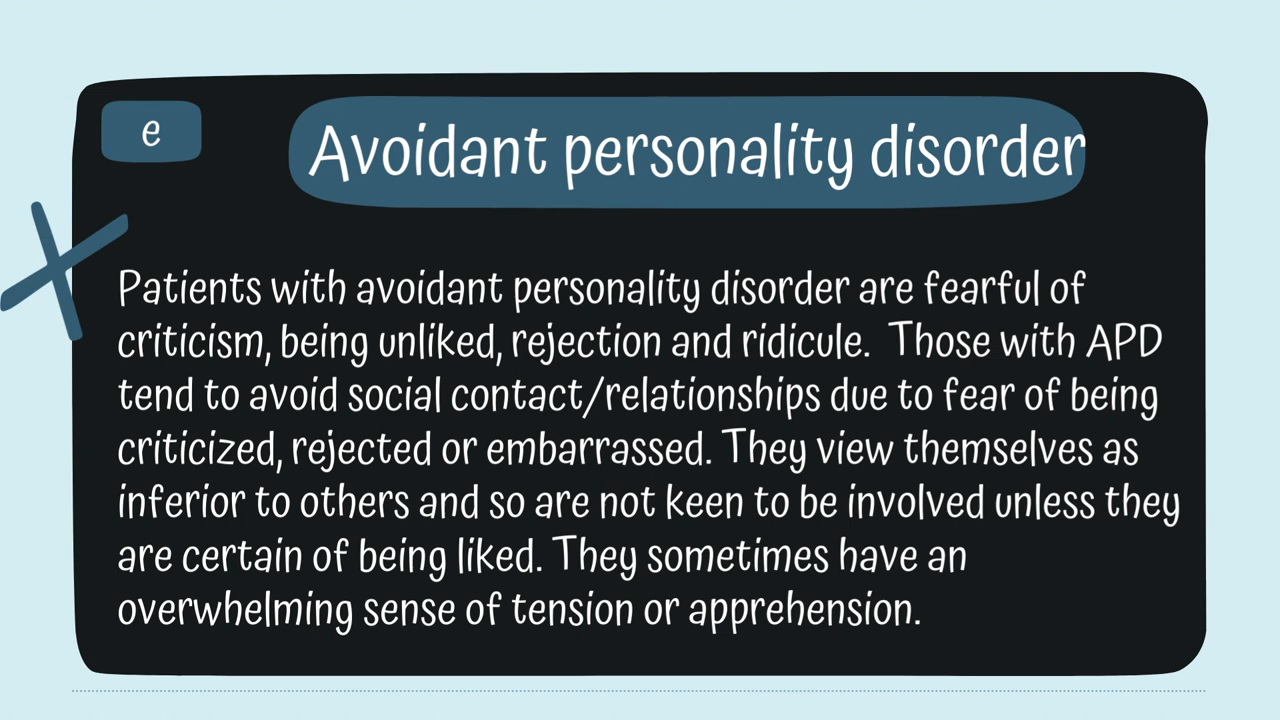 e
Avoidant personality disorder
Patients with avoidant personality disorder are fearful of
criticism, being unliked, rejection and ridicule.  Those with APD
tend to avoid social contact/relationships due to fear of being
criticized, rejected or embarrassed. They view themselves as
inferior to others and so are not keen to be involved unless they
are certain of being liked. They sometimes have an
overwhelming sense of tension or apprehension.